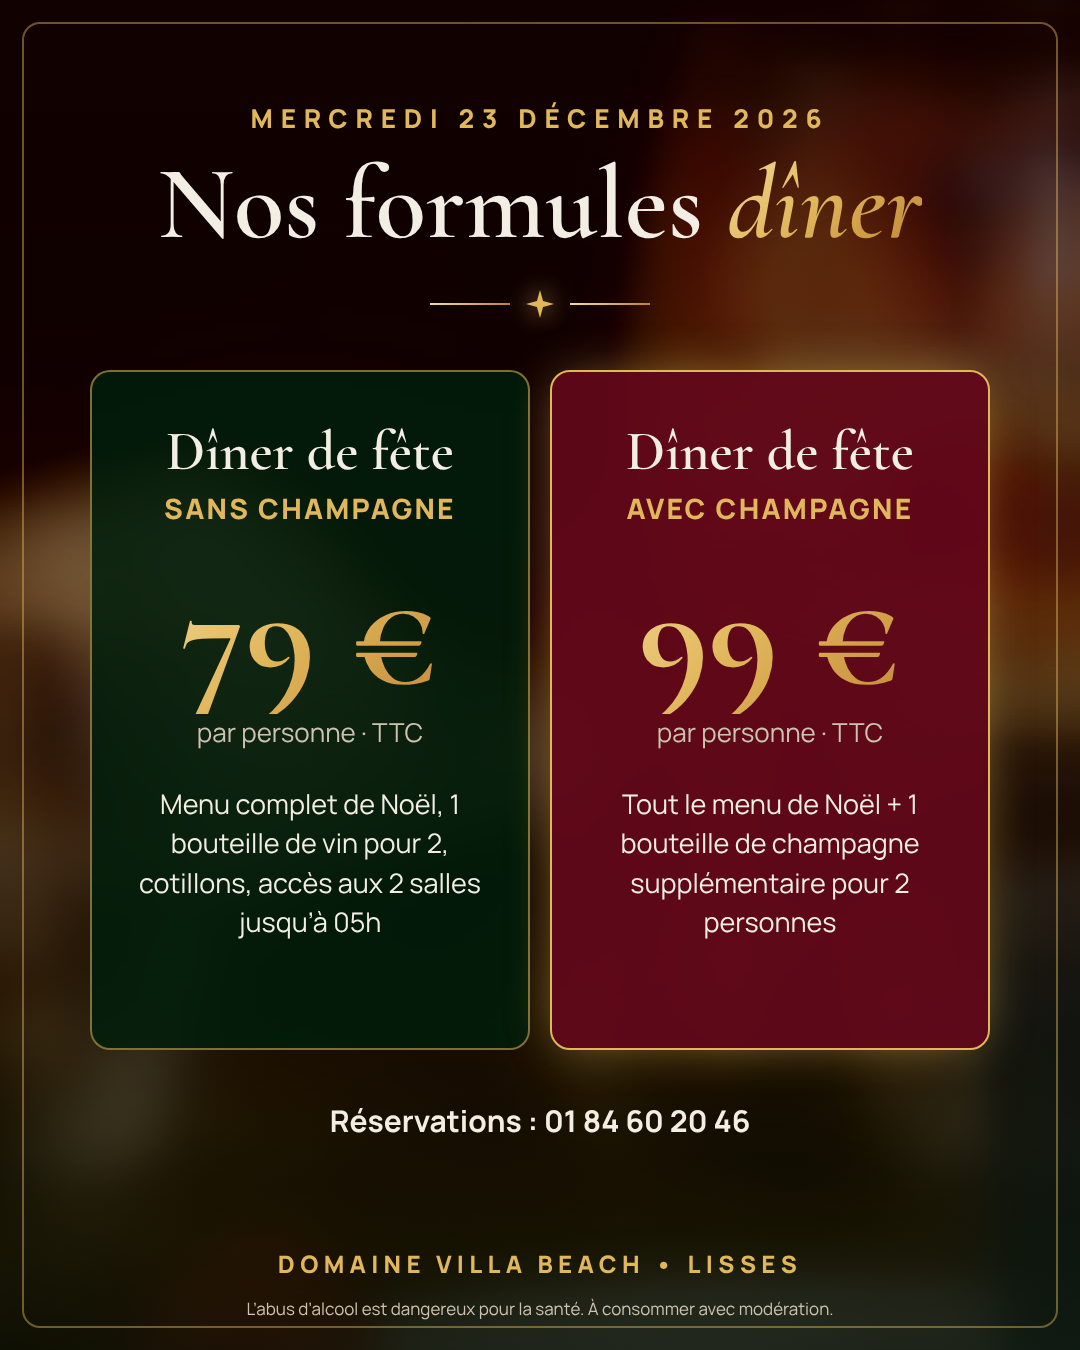 MERCREDI 23 DÉCEMBRE 2026
Nos formules dîner
Dîner de fête
SANS CHAMPAGNE
79 €
par personne · TTC
Menu complet de Noël, 1
bouteille de vin pour 2,
cotillons, accès aux 2 salles
jusqu'à 05h
Dîner de fête
AVEC CHAMPAGNE
99 €
par personne · TTC
Tout le menu de Noël + 1
bouteille de champagne
supplémentaire pour 2
personnes
Réservations : 01 84 60 20 46
DOMAINE VILLA BEACH • LISSES
L'abus d'alcool est dangereux pour la santé. À consommer avec modération.